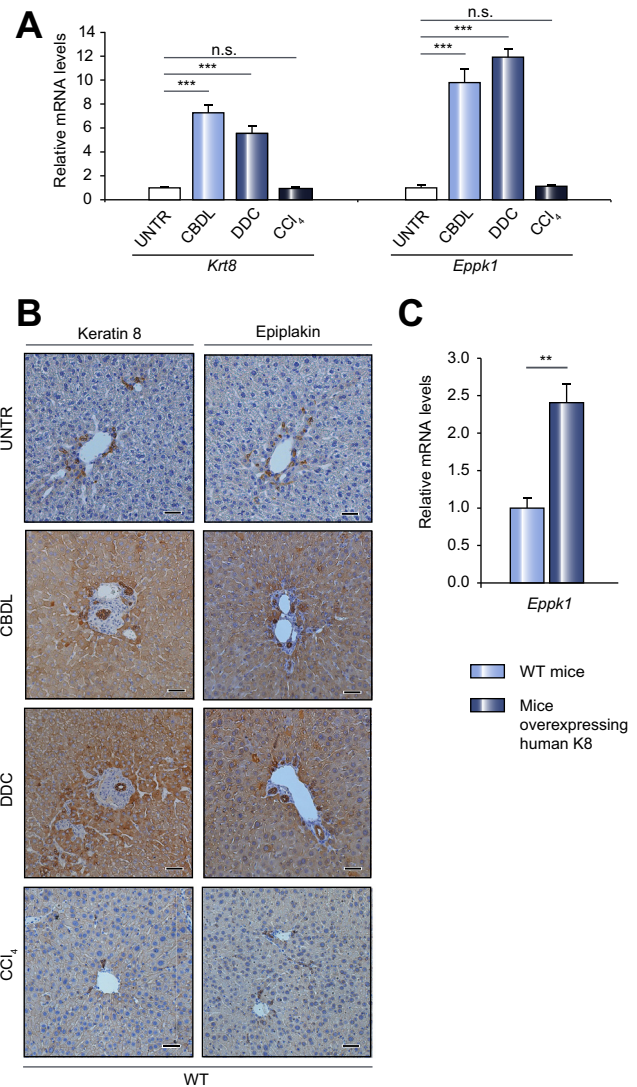 A
Relative mRNA levels
14
12
10
8
6
4
2
0
n.s.
***
***
n.s.
***
***
UNTR
CBDL
DDC
CCl4
UNTR
CBDL
DDC
CCl4
Krt8
Eppk1
B
Keratin 8
Epiplakin
UNTR
CBDL
DDC
CCl4
WT
C
Relative mRNA levels
3.0
2.5
2.0
1.5
1.0
0.5
0.0
**
Eppk1
WT mice
Mice
overexpressing
human K8